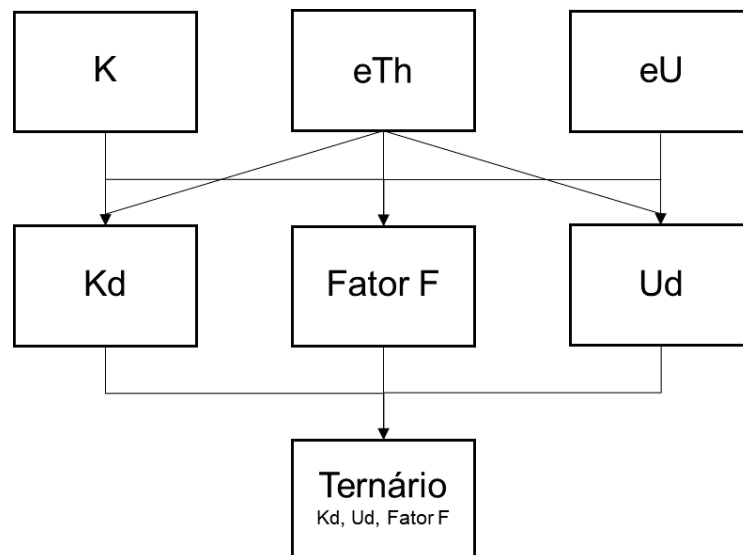 K
eTh
eU
Kd
Fator F
Ud
Ternário
Kd, Ud, Fator F